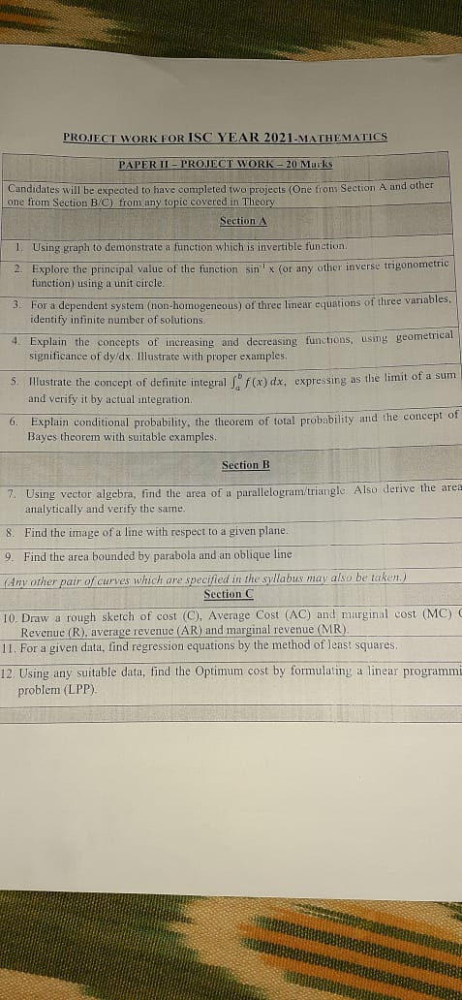 PROJECT WORK FOR ISC YEAR 2021-MATHEMATICS
PAPER II – PROJECT WORK – 20 Marks
Candidates will be expected to have completed two projects (One from Section A and other
one from Section B/C) from any topic covered in Theory
Section A
1. Using graph to demonstrate a function which is invertible function.
2. Explore the principal value of the function sin⁻¹ x (or any other inverse trigonometric
function) using a unit circle.
3. For a dependent system (non-homogeneous) of three linear equations of three variables,
identify infinite number of solutions.
4. Explain the concepts of increasing and decreasing functions, using geometrical
significance of dy/dx. Illustrate with proper examples.
5. Illustrate the concept of definite integral ∫ₐᵇ f(x) dx, expressing as the limit of a sum
and verify it by actual integration.
6. Explain conditional probability, the theorem of total probability and the concept of
Bayes theorem with suitable examples.
Section B
7. Using vector algebra, find the area of a parallelogram/triangle. Also derive the area
analytically and verify the same.
8. Find the image of a line with respect to a given plane.
9. Find the area bounded by parabola and an oblique line
(Any other pair of curves which are specified in the syllabus may also be taken.)
Section C
10. Draw a rough sketch of cost (C), Average Cost (AC) and marginal cost (MC)
Revenue (R), average revenue (AR) and marginal revenue (MR).
11. For a given data, find regression equations by the method of least squares.
12. Using any suitable data, find the Optimum cost by formulating a linear programmi
problem (LPP).